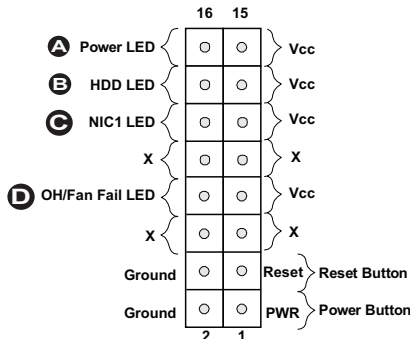 16 15
A Power LED Vcc
B HDD LED Vcc
C NIC1 LED Vcc
X X
D OH/Fan Fail LED Vcc
X X
Ground Reset Reset Button
Ground PWR Power Button
2 1